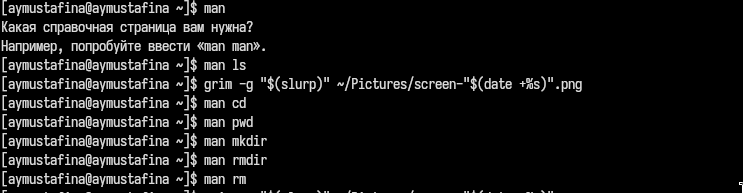 [aymustafina@aymustafina ~]$ man
Какая справочная страница вам нужна?
Например, попробуйте ввести «man man».
[aymustafina@aymustafina ~]$ man ls
[aymustafina@aymustafina ~]$ grim -g "$(slurp)" ~/Pictures/screen-"$(date +%s)".png
[aymustafina@aymustafina ~]$ man cd
[aymustafina@aymustafina ~]$ man pwd
[aymustafina@aymustafina ~]$ man mkdir
[aymustafina@aymustafina ~]$ man rmdir
[aymustafina@aymustafina ~]$ man rm